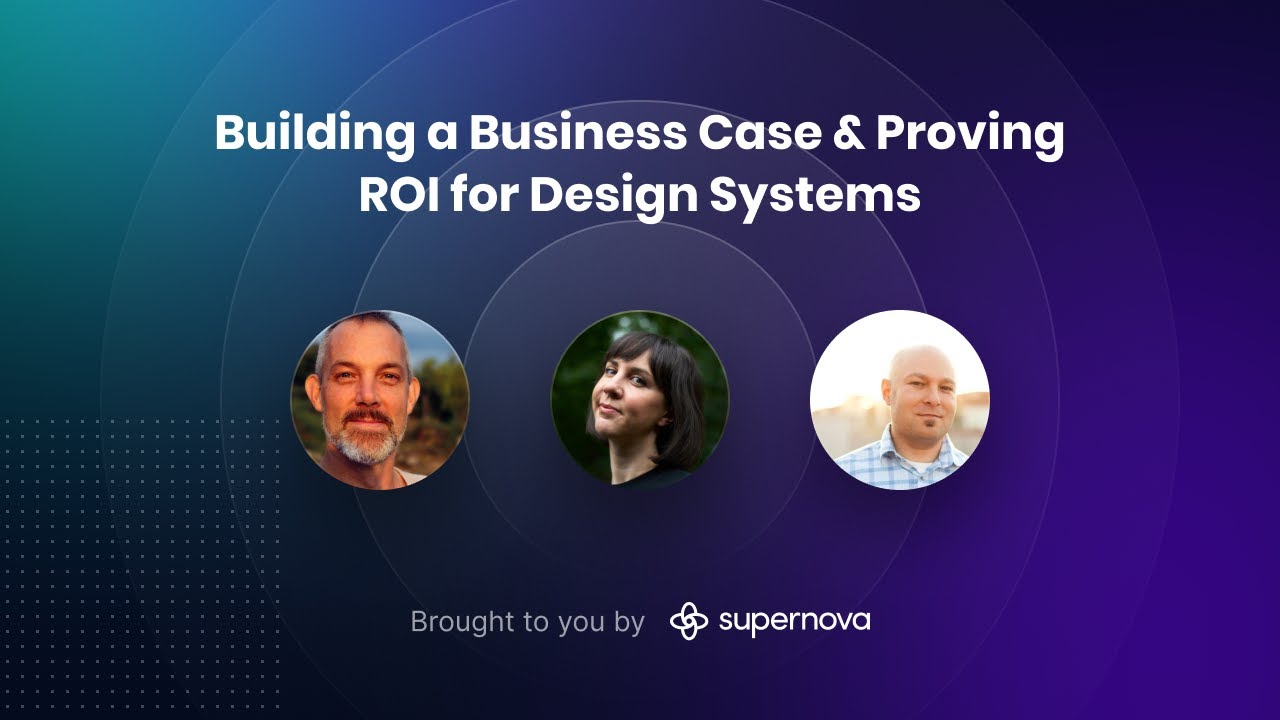 Building a Business Case & Proving
ROI for Design Systems
Brought to you by supernova